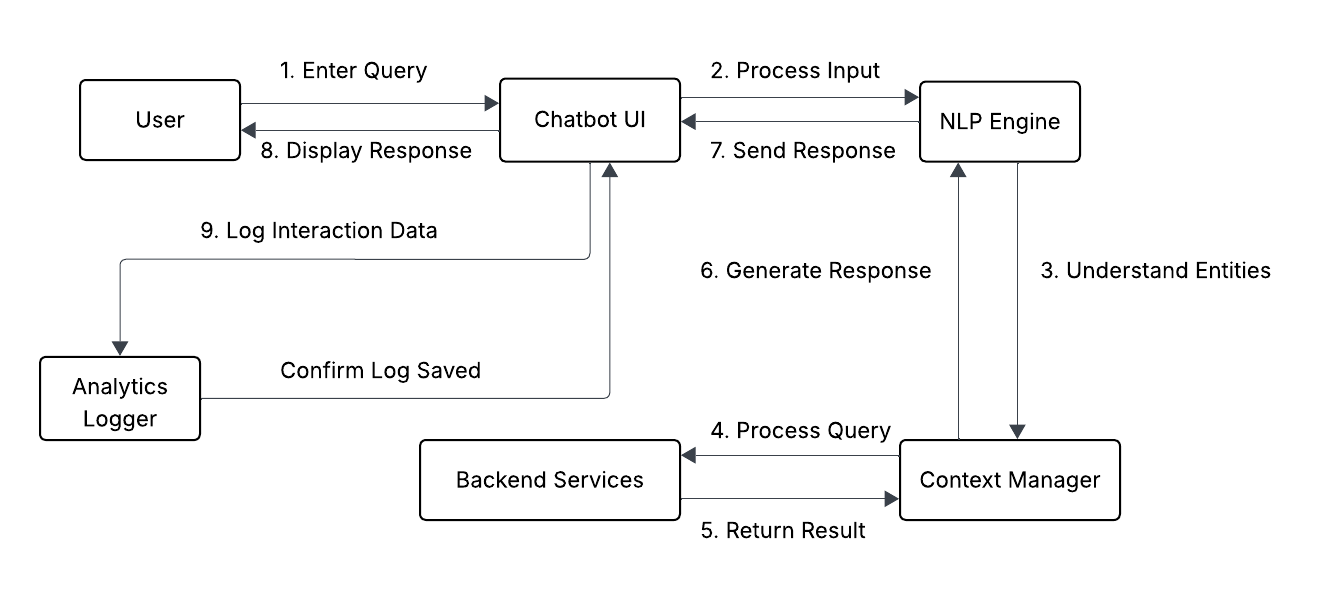 1. Enter Query
2. Process Input
User
Chatbot UI
NLP Engine
8. Display Response
7. Send Response
9. Log Interaction Data
6. Generate Response
3. Understand Entities
Confirm Log Saved
Analytics
Logger
4. Process Query
Backend Services
Context Manager
5. Return Result